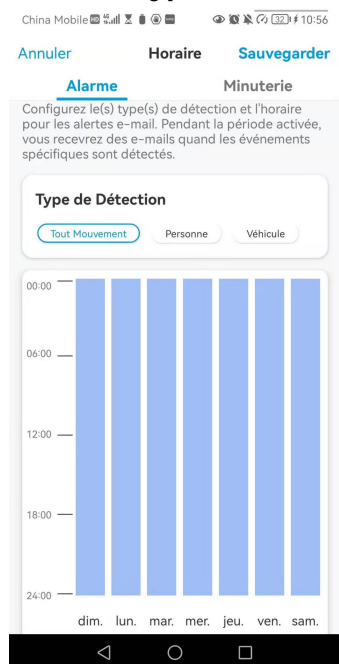 China Mobile 32 10:56
Annuler Horaire Sauvegarder
Alarme Minuterie
Configurez le(s) type(s) de détection et l'horaire
pour les alertes e-mail. Pendant la période activée,
vous recevrez des e-mails quand les événements
spécifiques sont détectés.
Type de Détection
Tout Mouvement Personne Véhicule
00:00
06:00
12:00
18:00
24:00
dim. lun. mar. mer. jeu. ven. sam.